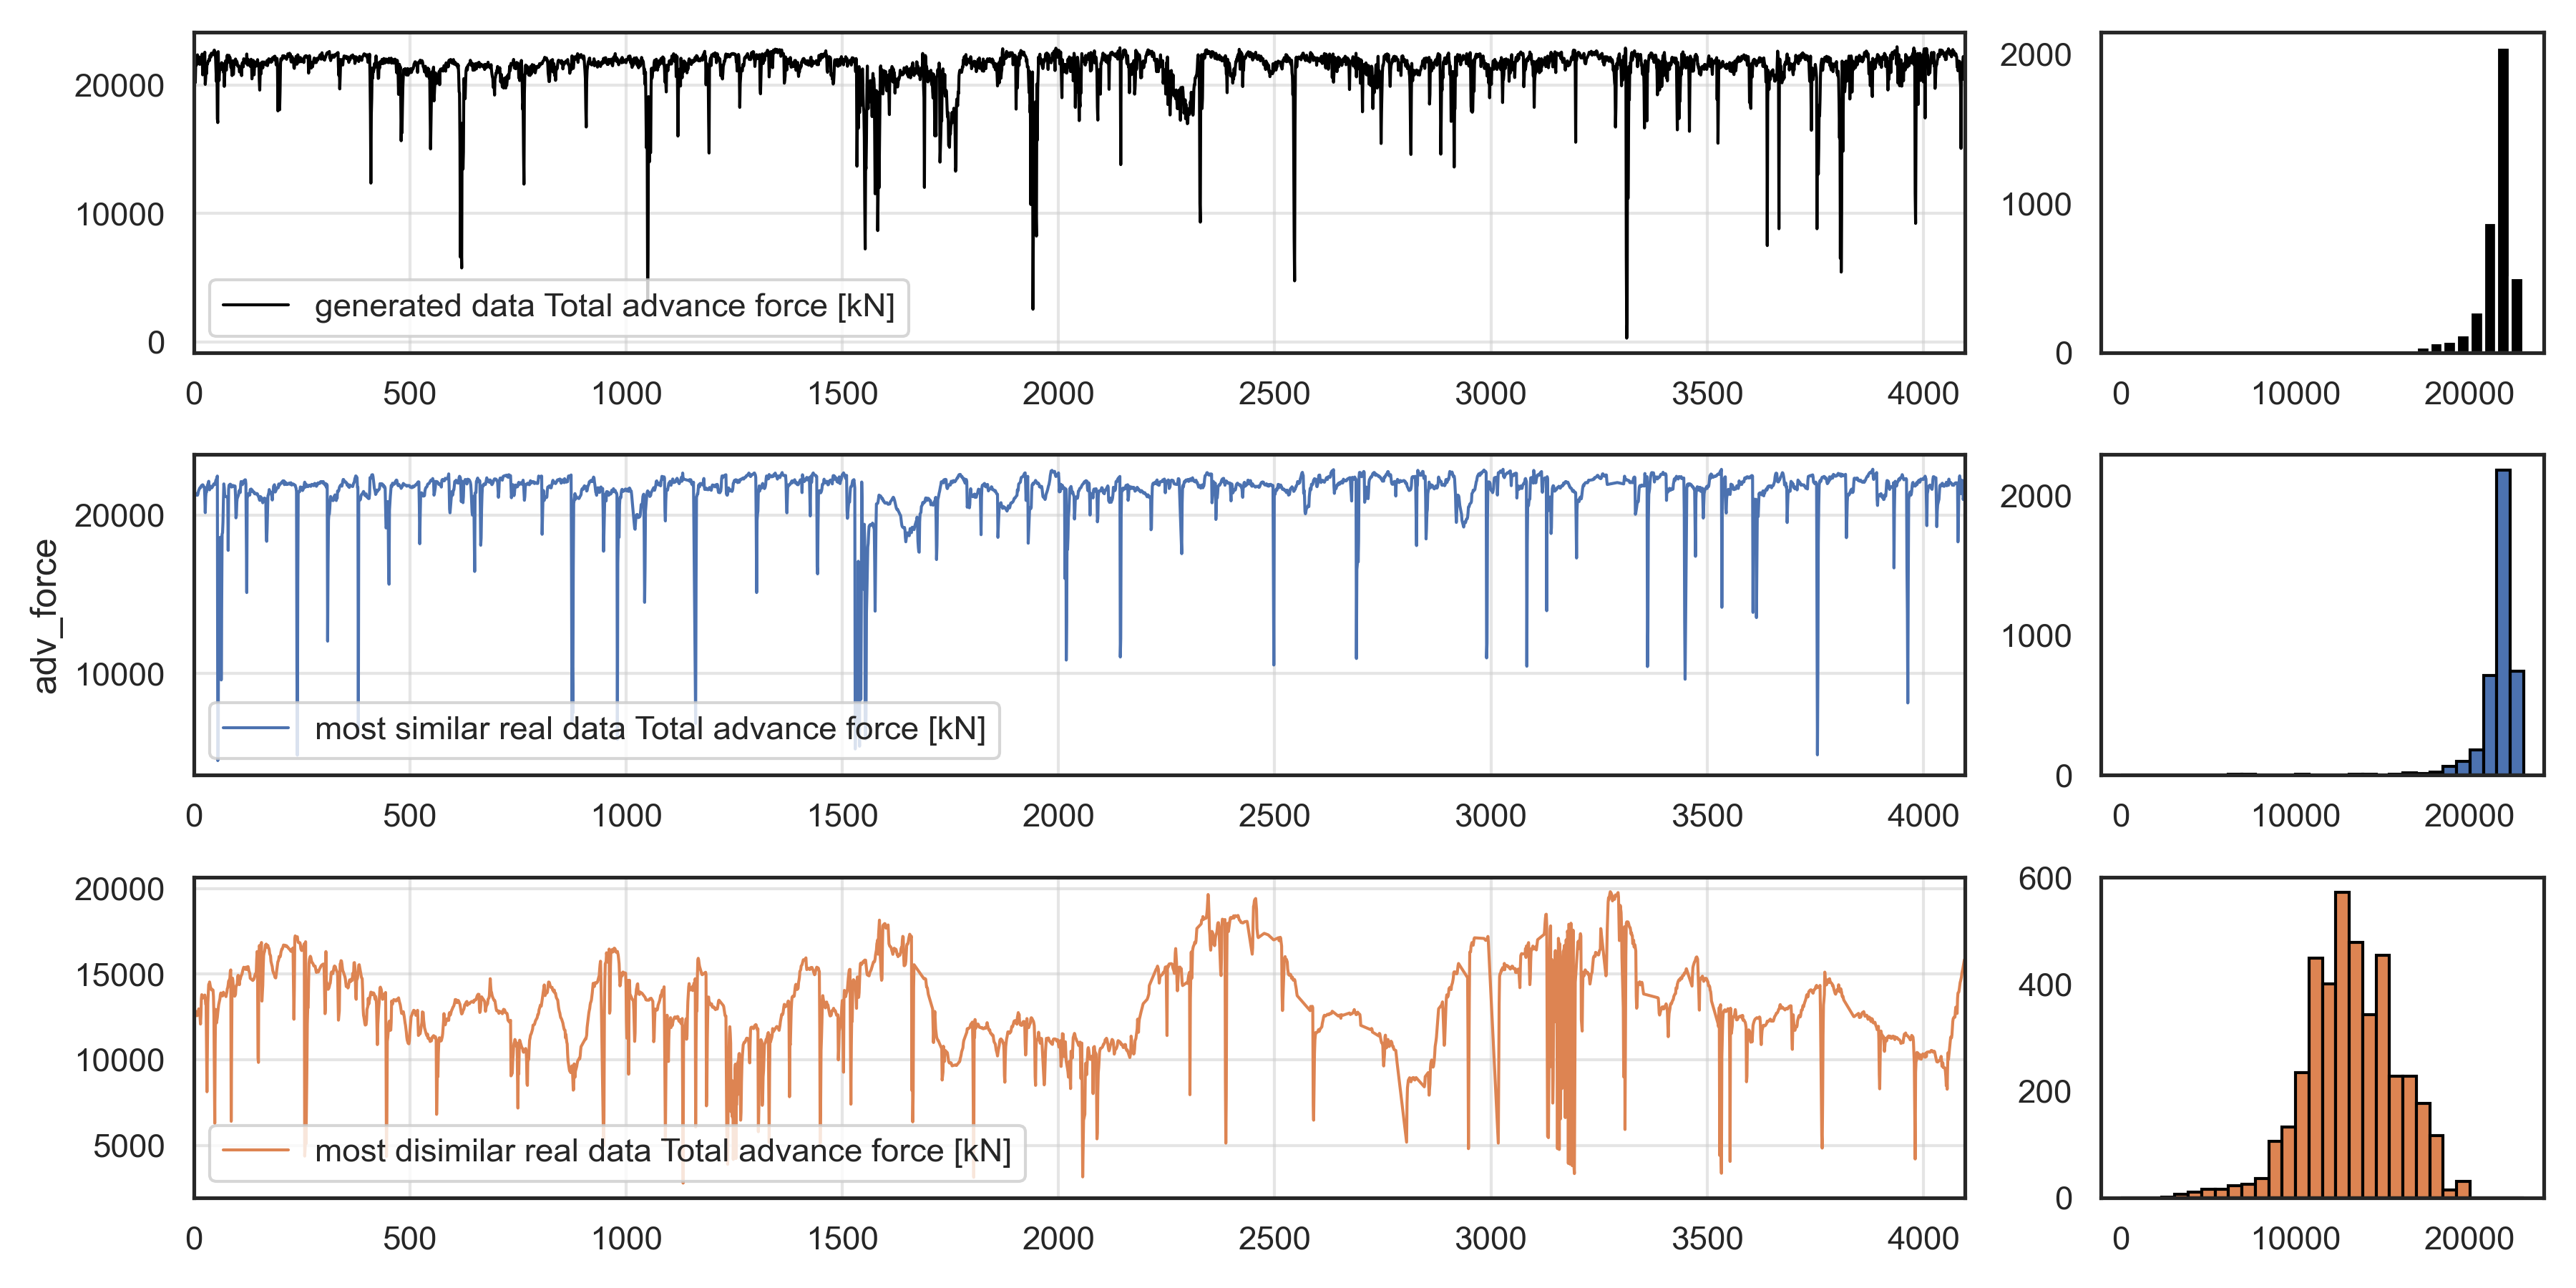 20000
10000
0
generated data Total advance force [kN]
0 500 1000 1500 2000 2500 3000 3500 4000
2000
1000
0
0 10000 20000
adv_force
20000
10000
most similar real data Total advance force [kN]
0 500 1000 1500 2000 2500 3000 3500 4000
2000
1000
0
0 10000 20000
20000
15000
10000
5000
most disimilar real data Total advance force [kN]
0 500 1000 1500 2000 2500 3000 3500 4000
600
400
200
0
0 10000 20000